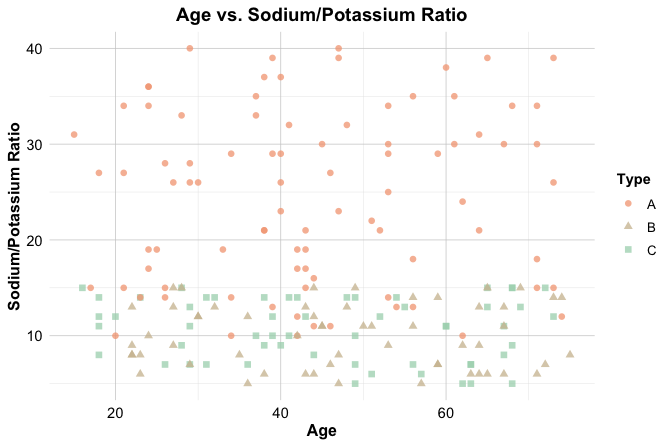 Age vs. Sodium/Potassium Ratio
40
30
20
10
Sodium/Potassium Ratio
20
40
60
Age
Type
A
B
C